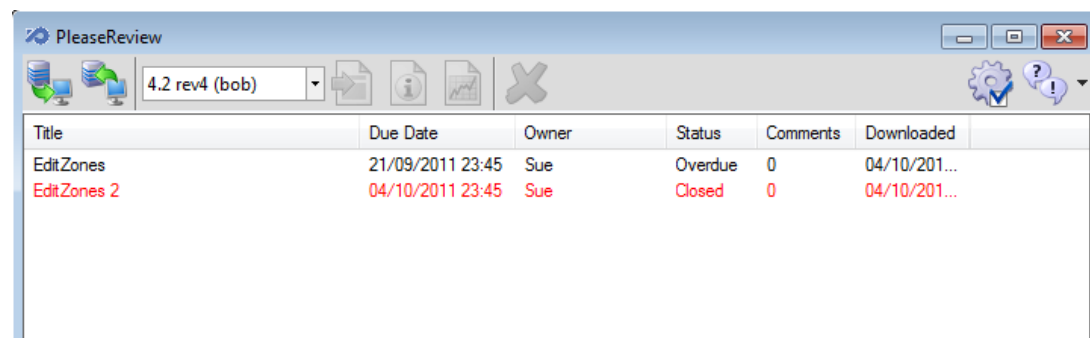 PleaseReview
4.2 rev4 (bob)
Title Due Date Owner Status Comments Downloaded
EditZones 21/09/2011 23:45 Sue Overdue 0 04/10/201...
EditZones 2 04/10/2011 23:45 Sue Closed 0 04/10/201...